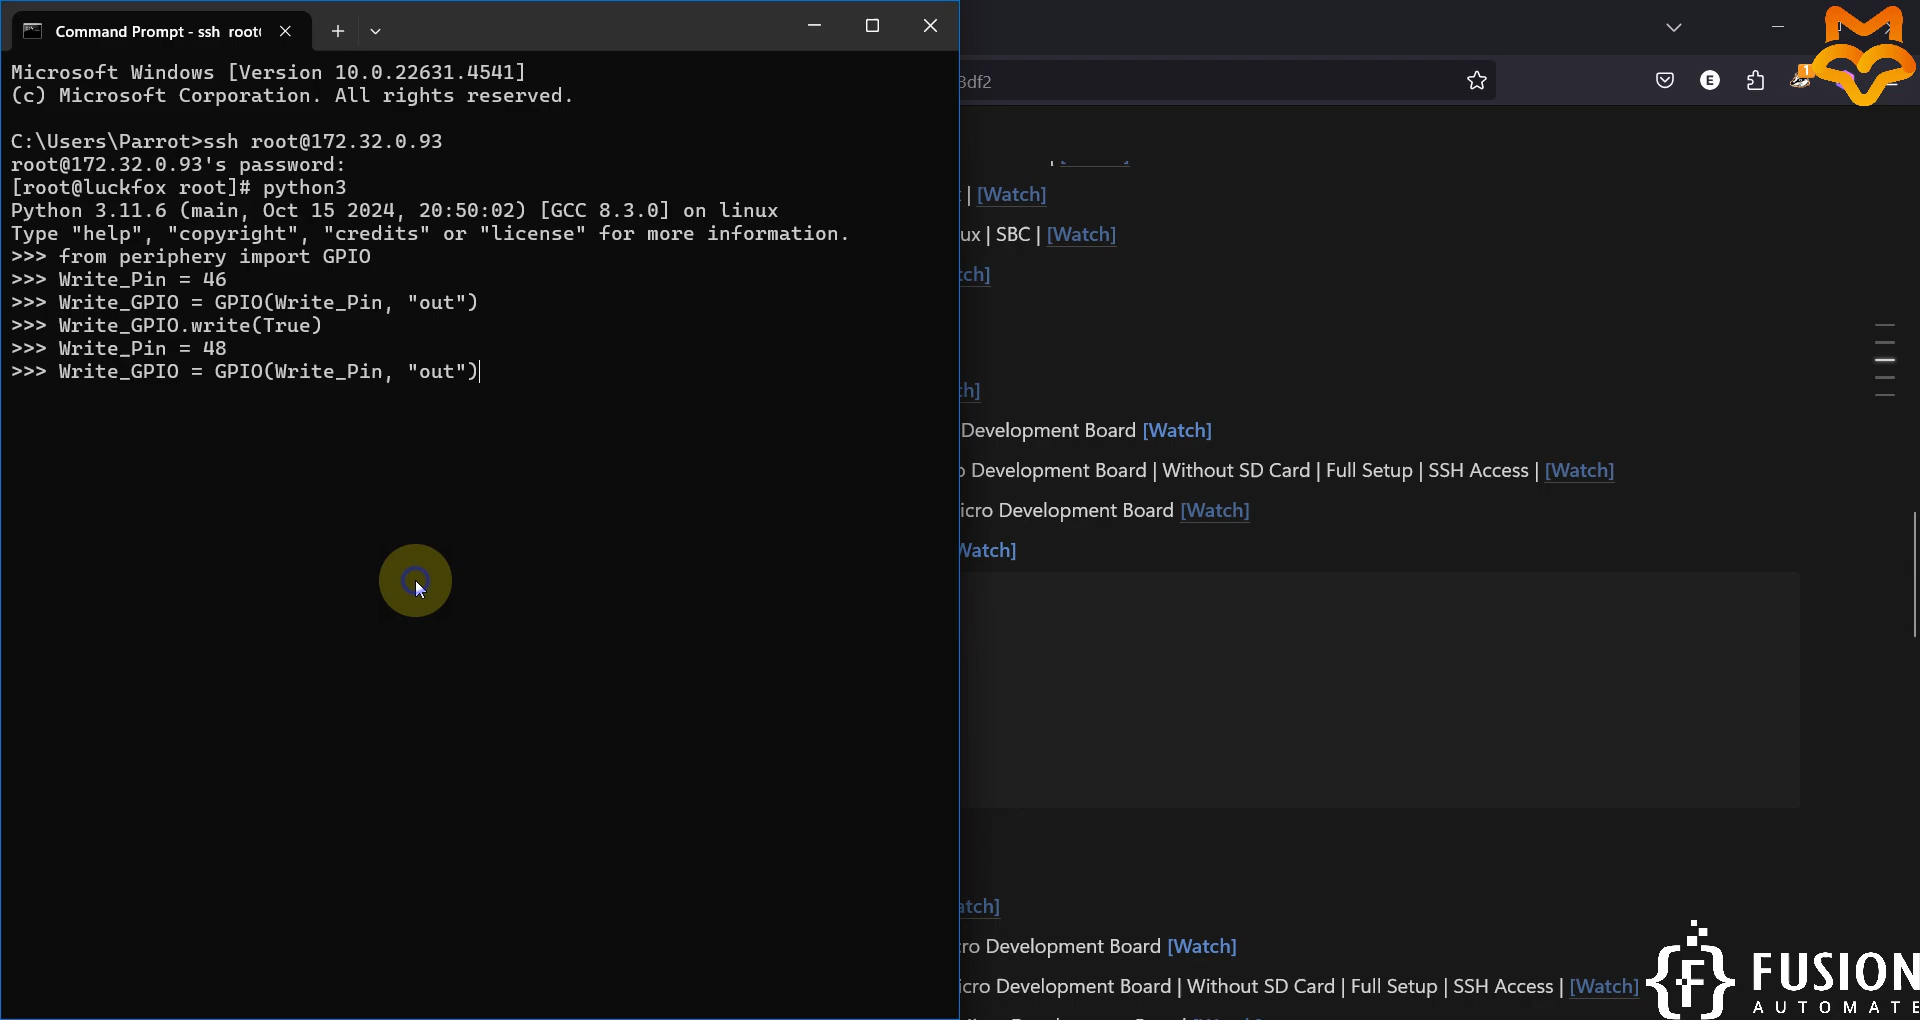 Command Prompt - ssh root(
Microsoft Windows [Version 10.0.22631.4541]
(c) Microsoft Corporation. All rights reserved.
C:\Users\Parrot>ssh root@172.32.0.93
root@172.32.0.93's password:
[root@luckfox root]# python3
Python 3.11.6 (main, Oct 15 2024, 20:50:02) [GCC 8.3.0] on linux
Type "help", "copyright", "credits" or "license" for more information.
>>> from periphery import GPIO
>>> Write_Pin = 46
>>> Write_GPIO = GPIO(Write_Pin, "out")
>>> Write_GPIO.write(True)
>>> Write_Pin = 48
>>> Write_GPIO = GPIO(Write_Pin, "out")
3df2
E
1
| [Watch]
ux | SBC | [Watch]
tch]
ch]
Development Board [Watch]
o Development Board | Without SD Card | Full Setup | SSH Access | [Watch]
icro Development Board [Watch]
Watch]
atch]
cro Development Board [Watch]
icro Development Board | Without SD Card | Full Setup | SSH Access | [Watch]
FUSION
AUTOMATE